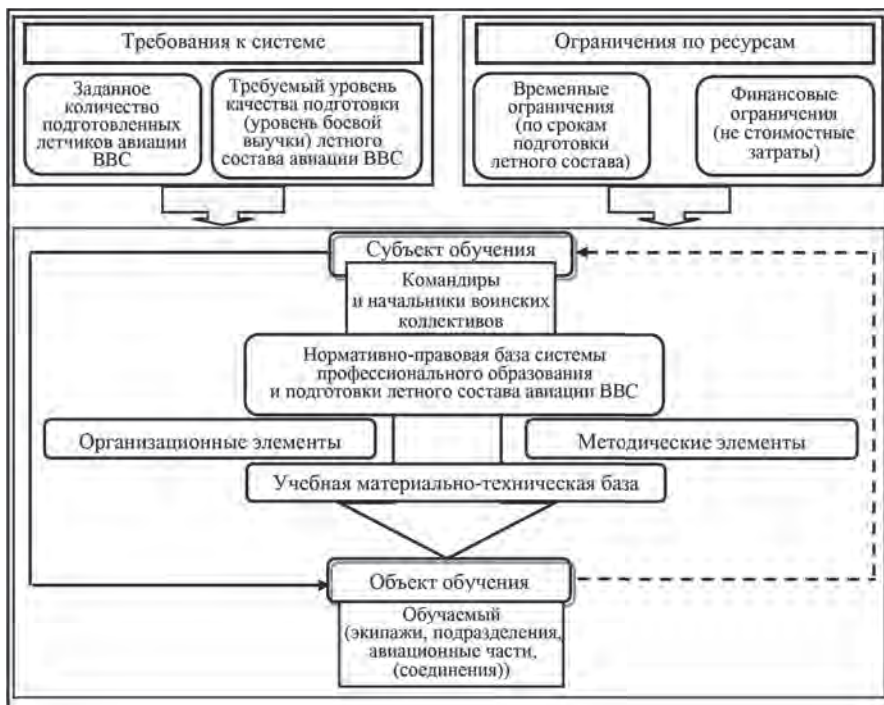 Требования к системе
Заданное
количество
подготовленных
летчиков авиации
ВВС
Требуемый уровень
качества подготовки
(уровень боевой
выучки) летного
состава авиации ВВС
Ограничения по ресурсам
Временные
ограничения
(по срокам
подготовки
летного состава)
Финансовые
ограничения
(не стоимостные
затраты)
Субъект обучения
Командиры
и начальники воинских
коллективов
Нормативно-правовая база системы
профессионального образования
и подготовки летного состава авиации ВВС
Организационные элементы
Методические элементы
Учебная материально-техническая база
Объект обучения
Обучаемый
(экипажи, подразделения,
авиационные части,
(соединения))